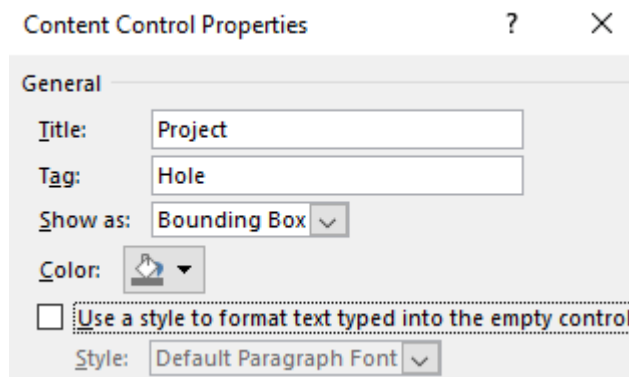 Content Control Properties ? ×
General
Title: Project
Tag: Hole
Show as: Bounding Box
Color:
Use a style to format text typed into the empty control
Style: Default Paragraph Font